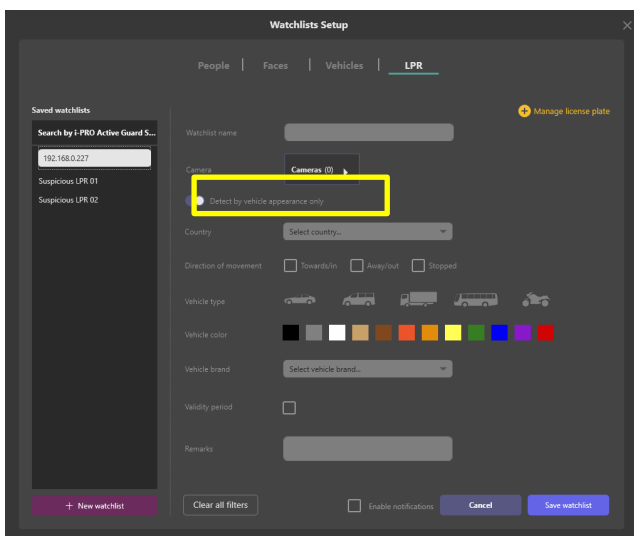 Watchlists Setup
People | Faces | Vehicles | LPR
Saved watchlists
Manage license plate
Search by i-PRO Active Guard S...
192.168.0.227
Suspicious LPR 01
Suspicious LPR 02
Watchlist name
Camera
Cameras (0)
Detect by vehicle appearance only
Country
Select country...
Direction of movement
Towards/in
Away/out
Stopped
Vehicle type
Vehicle color
Vehicle brand
Select vehicle brand...
Validity period
Remarks
+ New watchlist
Clear all filters
Enable notifications
Cancel
Save watchlist